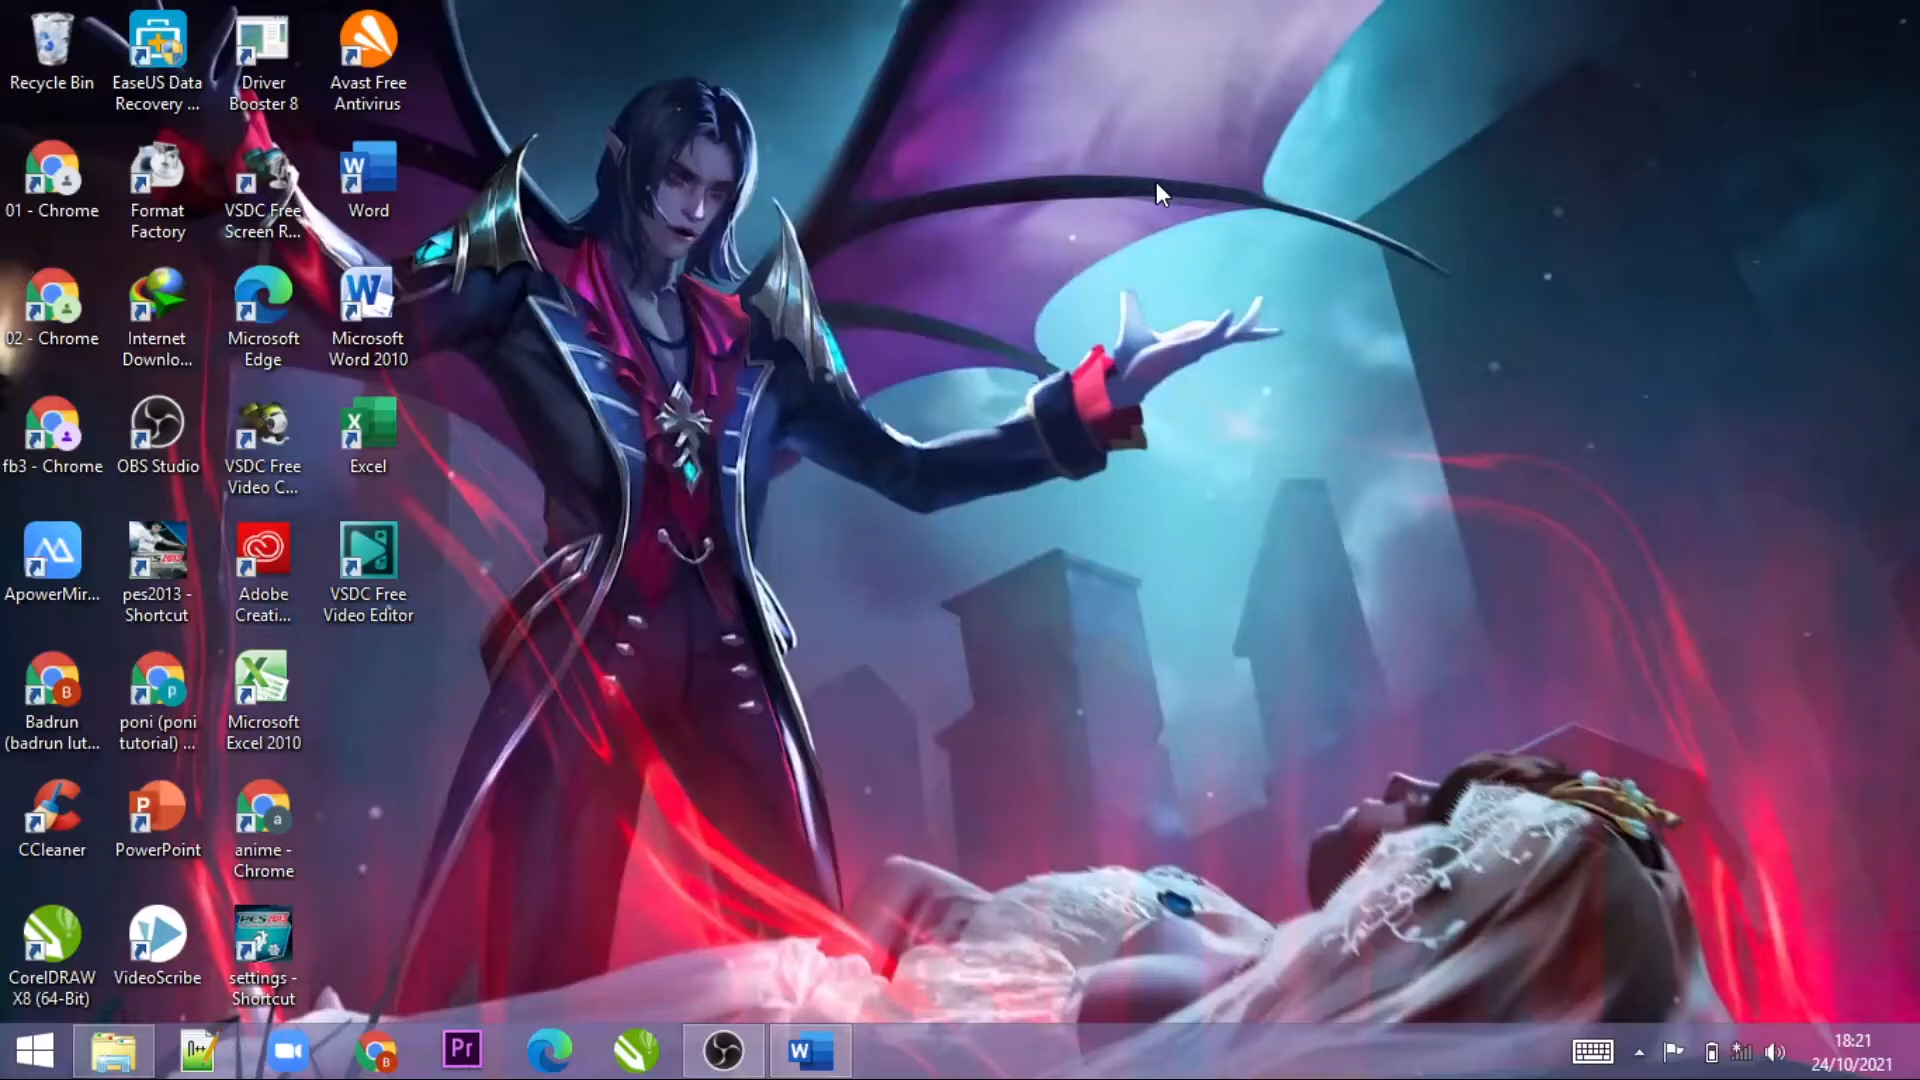 Recycle Bin
EaseUS Data
Recovery ...
Driver
Booster 8
Avast Free
Antivirus
01 - Chrome
Format
Factory
VSDC Free
Screen R...
Word
02 - Chrome
Internet
Downlo...
Microsoft
Edge
Microsoft
Word 2010
fb3 - Chrome
OBS Studio
VSDC Free
Video C...
Excel
ApowerMir...
pes2013 -
Shortcut
Adobe
Creati...
VSDC Free
Video Editor
Badrun
(badrun lut...
poni (poni
tutorial) ...
Microsoft
Excel 2010
CCleaner
PowerPoint
anime -
Chrome
CorelDRAW
X8 (64-Bit)
VideoScribe
settings -
Shortcut
18:21
24/10/2021